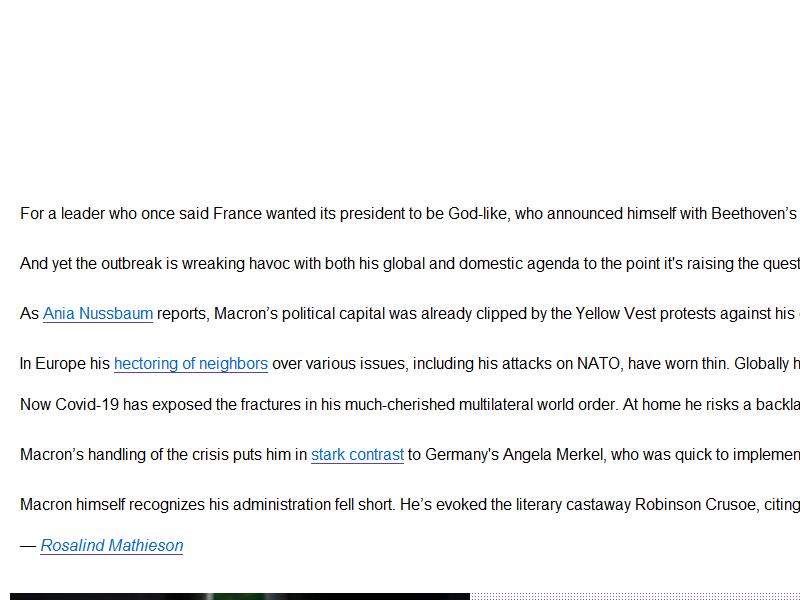 For a leader who once said France wanted its president to be God-like, who announced himself with Beethoven’s
And yet the outbreak is wreaking havoc with both his global and domestic agenda to the point it's raising the
As Ania Nussbaum reports, Macron’s political capital was already clipped by the Yellow Vest protests against his
In Europe his hectoring of neighbors over various issues, including his attacks on NATO, have worn thin. Globally
Now Covid-19 has exposed the fractures in his much-cherished multilateral world order. At home he risks a
Macron’s handling of the crisis puts him in stark contrast to Germany's Angela Merkel, who was quick to
Macron himself recognizes his administration fell short. He’s evoked the literary castaway Robinson Crusoe, citing
— Rosalind Mathieson